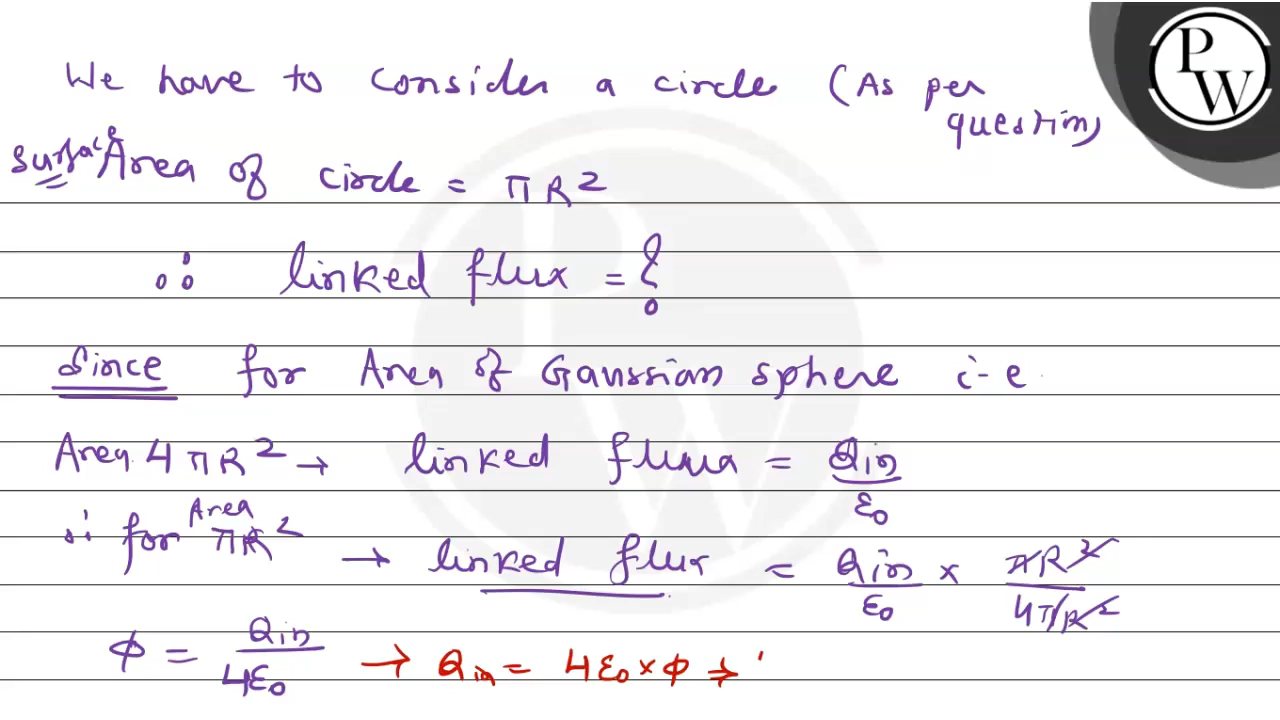 PW
We have to consider a circle (As per question)
surface Area of circle = πR²
∴ linked flux = ?
Since for Area of Gaussian sphere i-e.
Area 4πR² → linked flux = Qin/ε₀
∴ for Area πR² → linked flux = Qin/ε₀ × πR²/4πR²
ϕ = Qin/4ε₀ → Qin = 4ε₀ × ϕ ⇒